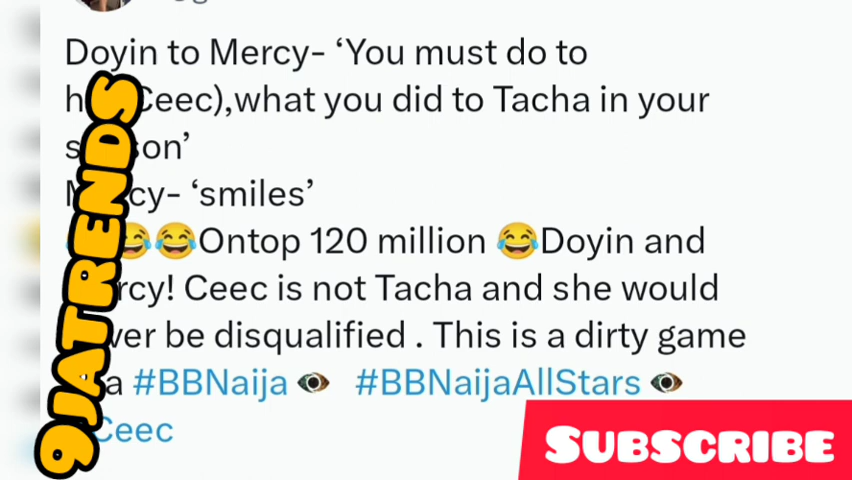 Doyin to Mercy- ‘You must do to
Ceec),what you did to Tacha in your
on’
cy- ‘smiles’
😂😂Ontop 120 million 😂Doyin and
rcy! Ceec is not Tacha and she would
ver be disqualified . This is a dirty game
a #BBNaija 👁 #BBNaijaAllStars 👁
Ceec
9JATRENDS
SUBSCRIBE